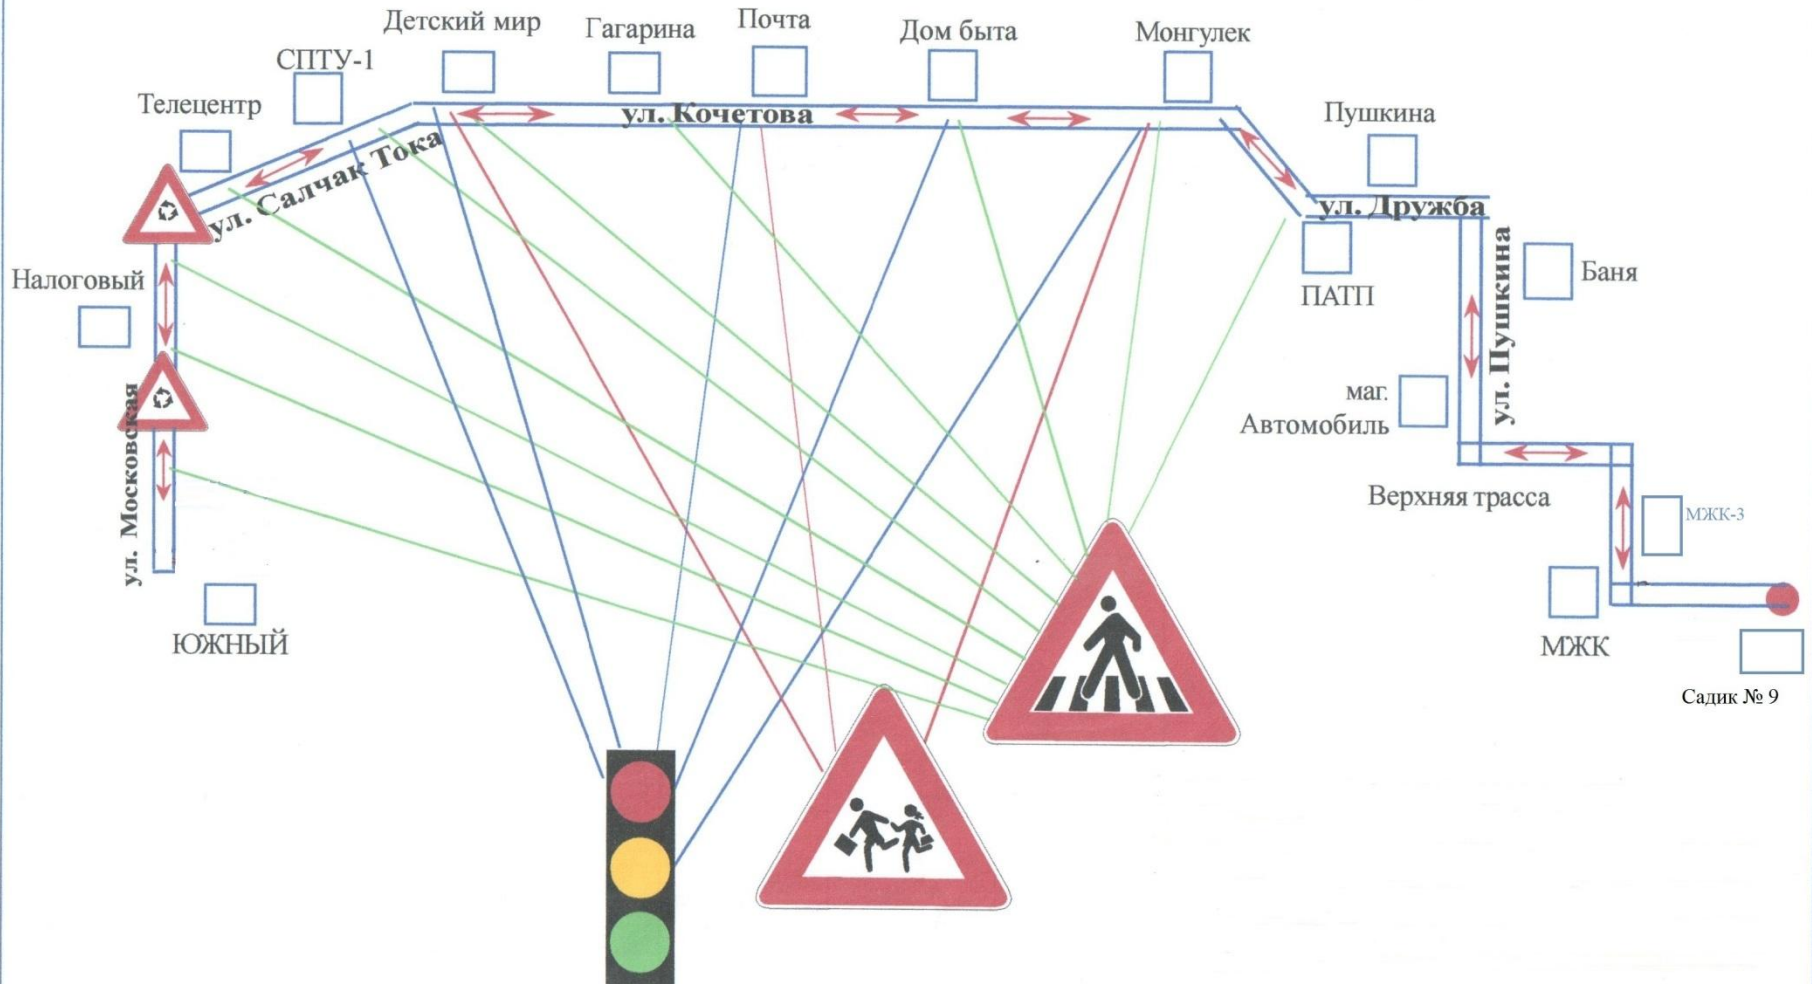 Детский мир
Гагарина
Почта
Дом быта
Монгулек
СПТУ-1
Телецентр
ул. Кочетова
Пушкина
ул. Салчак Тока
ул. Дружба
Налоговый
ПАТП
ул. Пушкина
Баня
маг.
Автомобиль
ул. Московская
Верхняя трасса
МЖК-3
ЮЖНЫЙ
МЖК
Садик № 9